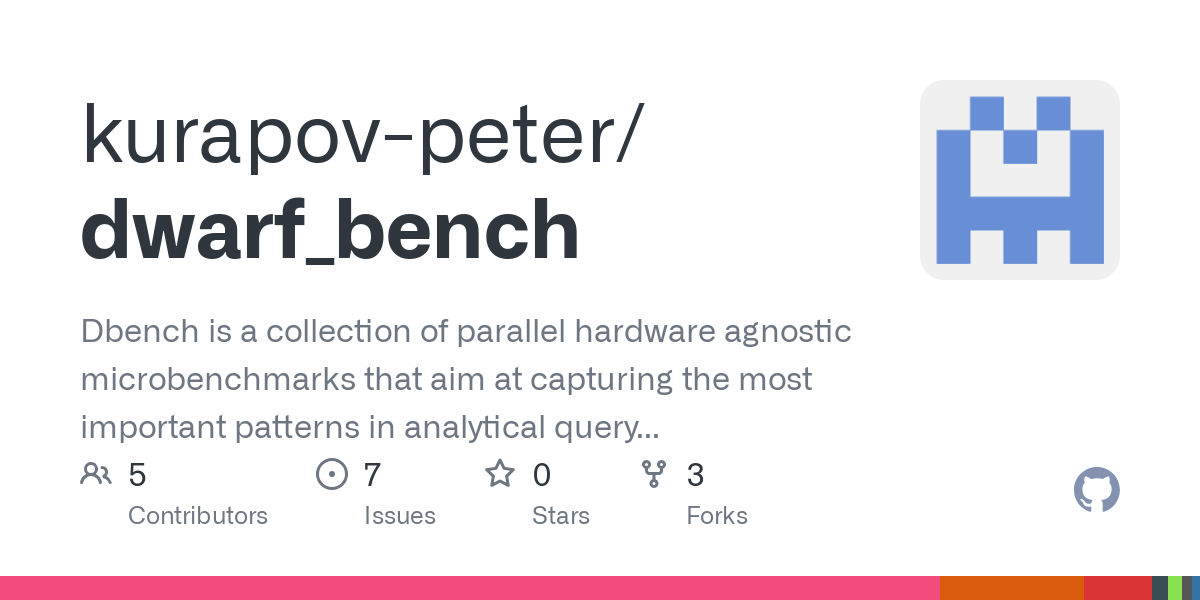 kurapov-peter/
dwarf_bench
Dbench is a collection of parallel hardware agnostic
microbenchmarks that aim at capturing the most
important patterns in analytical query...
5 7 0 3
Contributors Issues Stars Forks